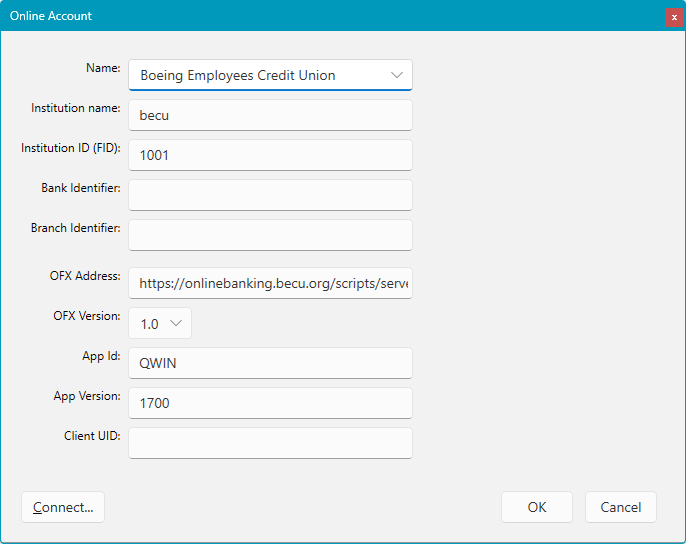 Online Account
x
Name: Boeing Employees Credit Union
Institution name: becu
Institution ID (FID): 1001
Bank Identifier:
Branch Identifier:
OFX Address: https://onlinebanking.becu.org/scripts/serve
OFX Version: 1.0
App Id: QWIN
App Version: 1700
Client UID:
Connect... OK Cancel